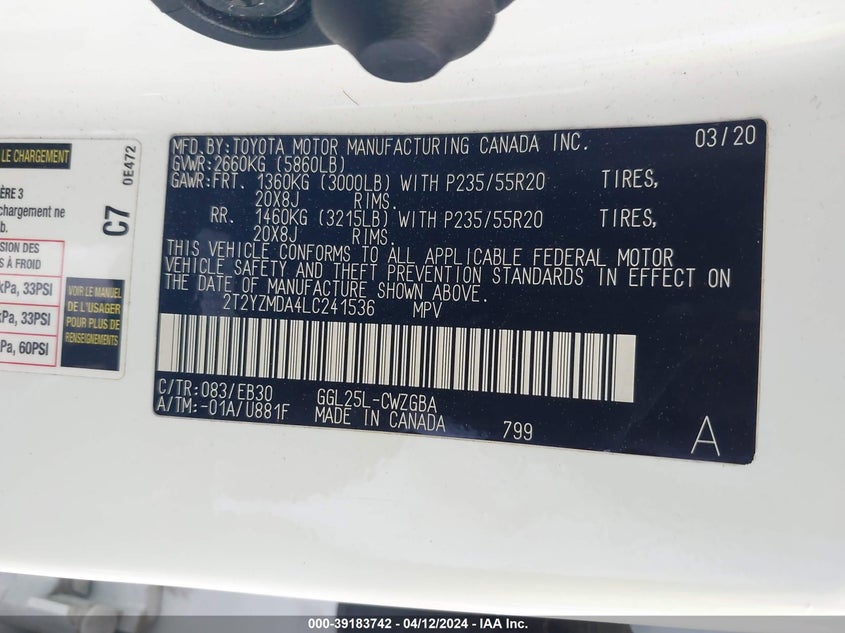 LE CHARGEMENT
0E472
C7
ÈRE 3
chargement ne
b.
SION DES
S À FROID
kPa, 33PSI
kPa, 33PSI
Pa, 60PSI
VOIR LE MANUEL
DE L'USAGER
POUR PLUS DE
RENSEIGNEMENTS
MFD.BY:TOYOTA MOTOR MANUFACTURING CANADA INC. 03/20
GVWR:2660KG (5860LB)
GAWR:FRT. 1360KG (3000LB) WITH P235/55R20 TIRES,
20X8J RIMS.
RR. 1460KG (3215LB) WITH P235/55R20 TIRES,
20X8J RIMS.
THIS VEHICLE CONFORMS TO ALL APPLICABLE FEDERAL MOTOR
VEHICLE SAFETY AND THEFT PREVENTION STANDARDS IN EFFECT ON
THE DATE OF MANUFACTURE SHOWN ABOVE.
2T2YZMDA4LC241536 MPV
C/TR:083/EB30 GGL25L-CWZGBA
A/TM:-01A/U881F MADE IN CANADA 799 A
000 -- 39183742 - 04/12/2024 -- IAA Inc.